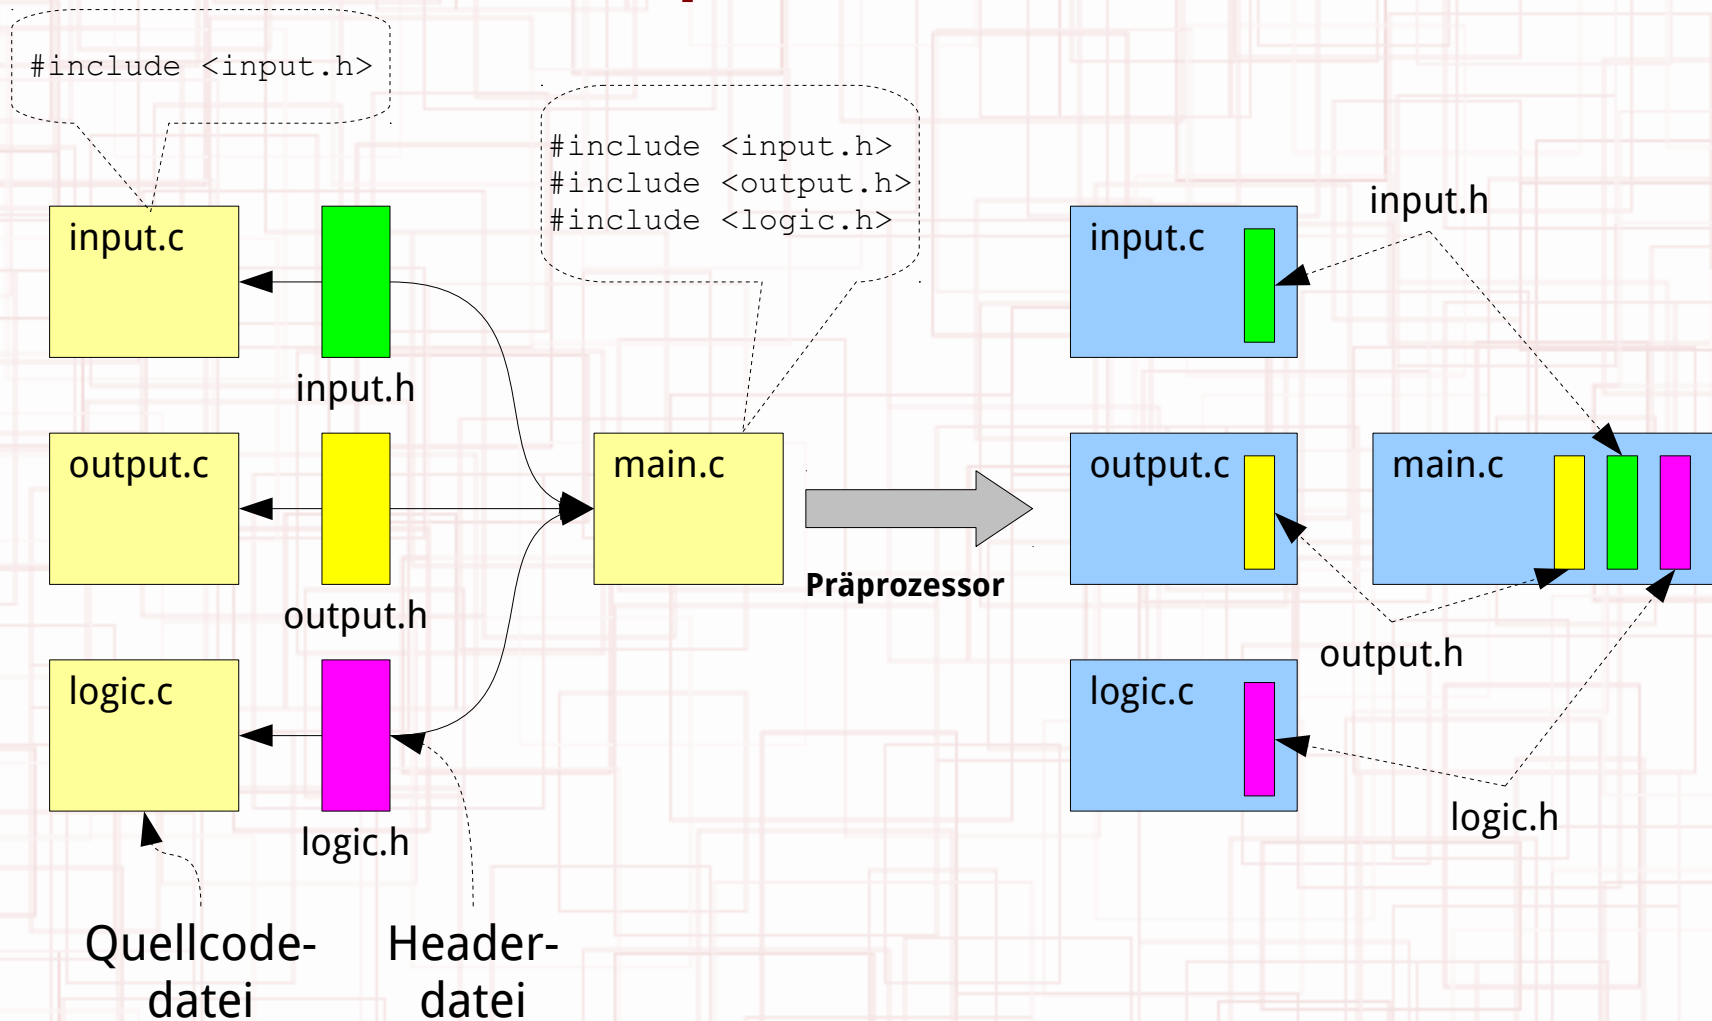 #include <input.h>
#include <input.h>
#include <output.h>
#include <logic.h>
input.c
input.h
output.c
output.h
logic.c
logic.h
main.c
Präprozessor
input.c
input.h
output.c
main.c
output.h
logic.c
logic.h
Quellcode-
datei
Header-
datei